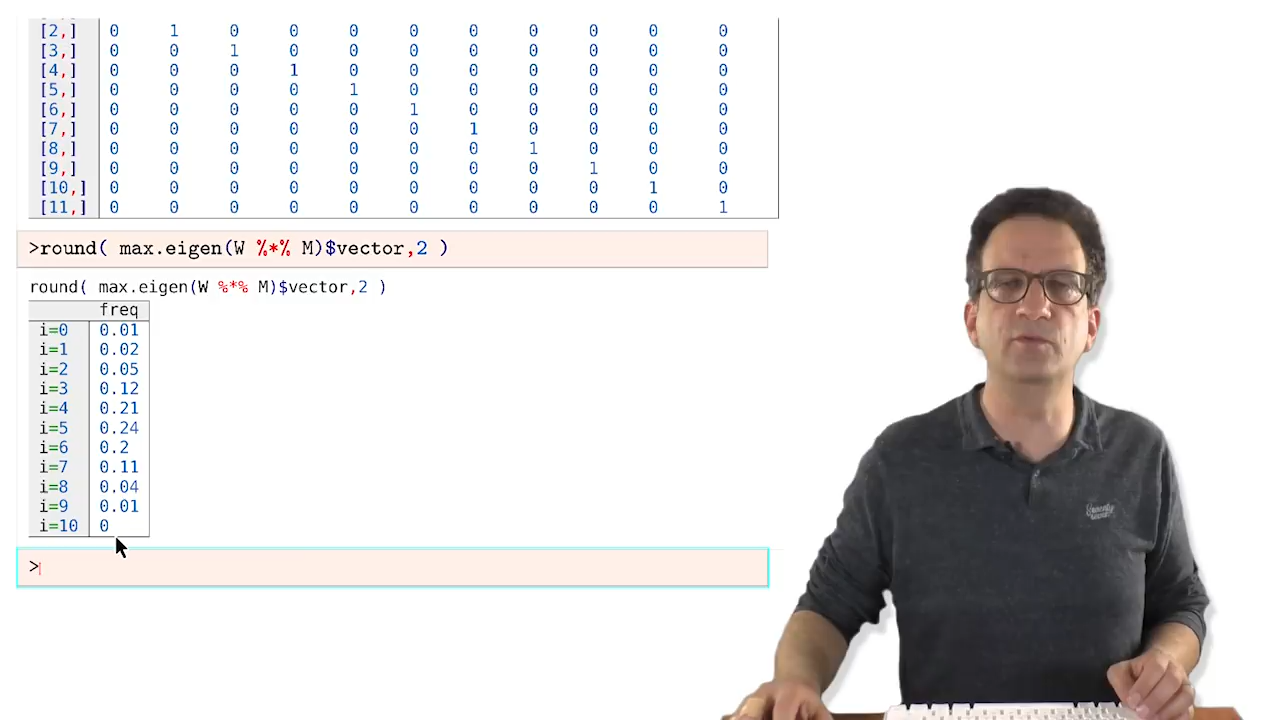 [2,] 0 1 0 0 0 0 0 0 0 0 0
[3,] 0 0 1 0 0 0 0 0 0 0 0
[4,] 0 0 0 1 0 0 0 0 0 0 0
[5,] 0 0 0 0 1 0 0 0 0 0 0
[6,] 0 0 0 0 0 1 0 0 0 0 0
[7,] 0 0 0 0 0 0 1 0 0 0 0
[8,] 0 0 0 0 0 0 0 1 0 0 0
[9,] 0 0 0 0 0 0 0 0 1 0 0
[10,] 0 0 0 0 0 0 0 0 0 1 0
[11,] 0 0 0 0 0 0 0 0 0 0 1
>round( max.eigen(W %*% M)$vector,2 )
round( max.eigen(W %*% M)$vector,2 )
freq
i=0 0.01
i=1 0.02
i=2 0.05
i=3 0.12
i=4 0.21
i=5 0.24
i=6 0.2
i=7 0.11
i=8 0.04
i=9 0.01
i=10 0
>